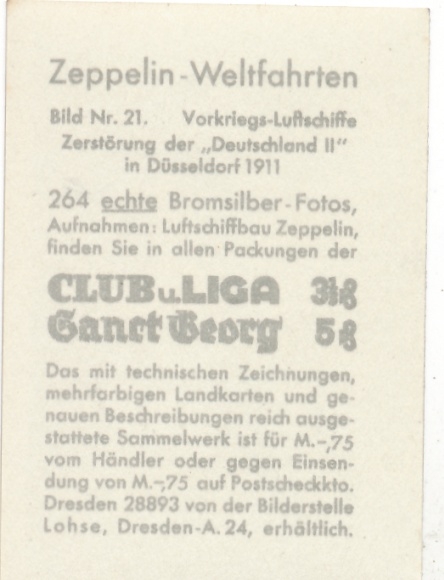 Zeppelin-Weltfahrten
Bild Nr. 21. Vorkriegs-Luftschiffe
Zerstörung der „Deutschland II“
in Düsseldorf 1911
264 echte Bromsilber-Fotos,
Aufnahmen: Luftschiffbau Zeppelin,
finden Sie in allen Packungen der
CLUB u. LIGA 3⅓₰
Sanct Georg 5₰
Das mit technischen Zeichnungen,
mehrfarbigen Landkarten und ge-
nauen Beschreibungen reich ausge-
stattete Sammelwerk ist für M.-,75
vom Händler oder gegen Einsen-
dung von M.-,75 auf Postscheckkto.
Dresden 28893 von der Bilderstelle
Lohse, Dresden-A. 24, erhältlich.